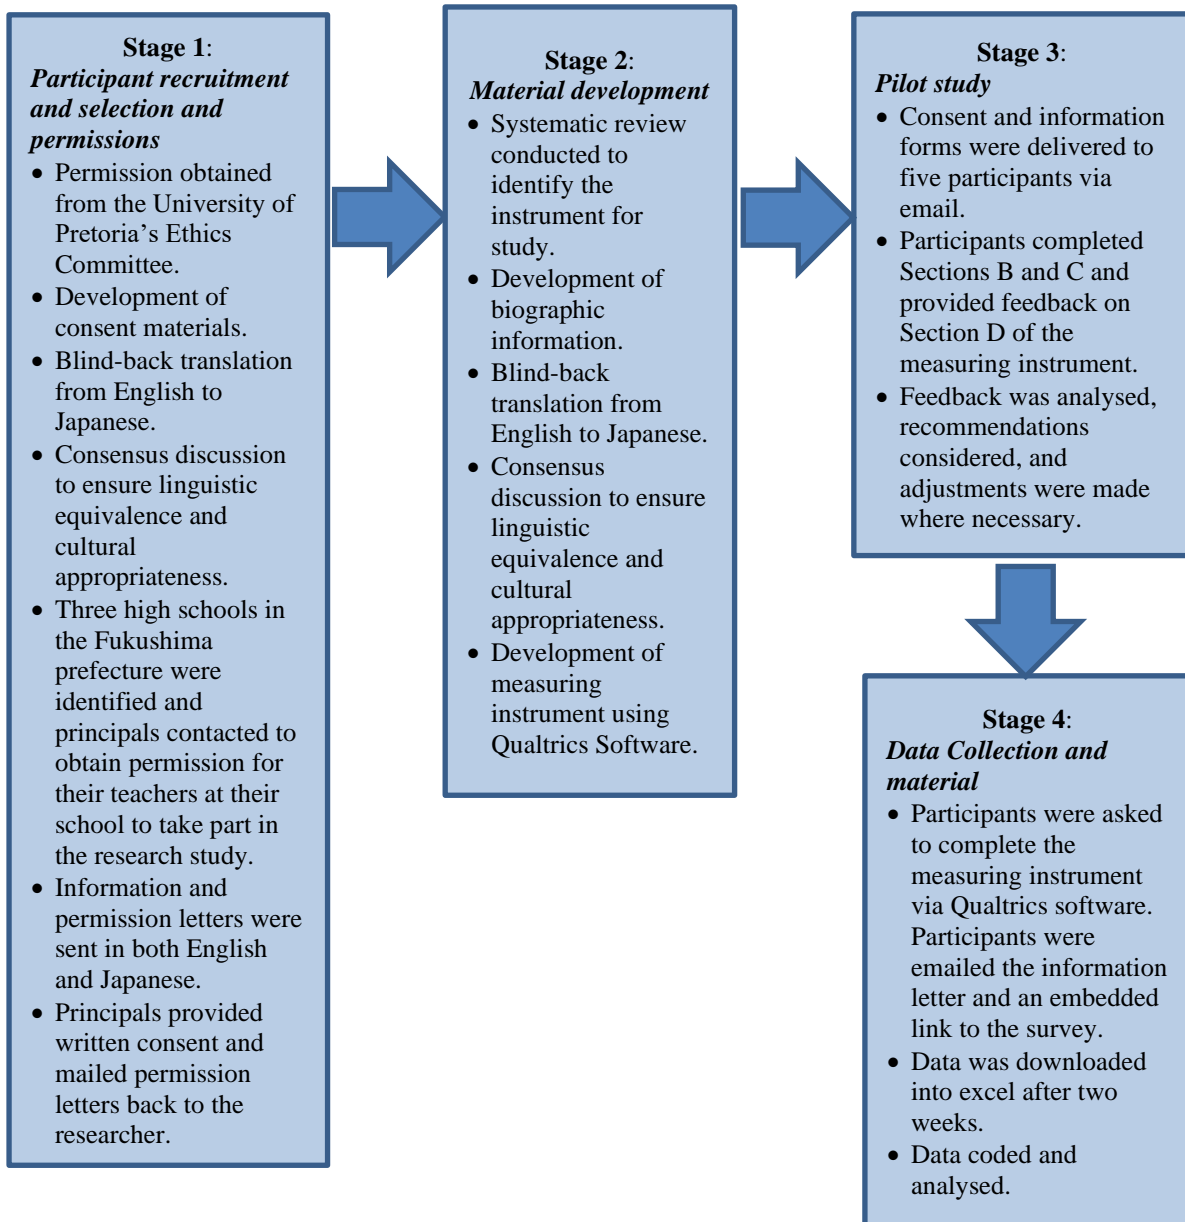 Stage 1:
Participant recruitment
and selection and
permissions
• Permission obtained
from the University of
Pretoria’s Ethics
Committee.
• Development of
consent materials.
• Blind-back translation
from English to
Japanese.
• Consensus discussion
to ensure linguistic
equivalence and
cultural
appropriateness.
• Three high schools in
the Fukushima
prefecture were
identified and
principals contacted to
obtain permission for
their teachers at their
school to take part in
the research study.
• Information and
permission letters were
sent in both English
and Japanese.
• Principals provided
written consent and
mailed permission
letters back to the
researcher.
Stage 2:
Material development
• Systematic review
conducted to
identify the
instrument for
study.
• Development of
biographic
information.
• Blind-back
translation from
English to Japanese.
• Consensus
discussion to ensure
linguistic
equivalence and
cultural
appropriateness.
• Development of
measuring
instrument using
Qualtrics Software.
Stage 3:
Pilot study
• Consent and information
forms were delivered to
five participants via
email.
• Participants completed
Sections B and C and
provided feedback on
Section D of the
measuring instrument.
• Feedback was analysed,
recommendations
considered, and
adjustments were made
where necessary.
Stage 4:
Data Collection and
material
• Participants were asked
to complete the
measuring instrument
via Qualtrics software.
Participants were
emailed the information
letter and an embedded
link to the survey.
• Data was downloaded
into excel after two
weeks.
• Data coded and
analysed.